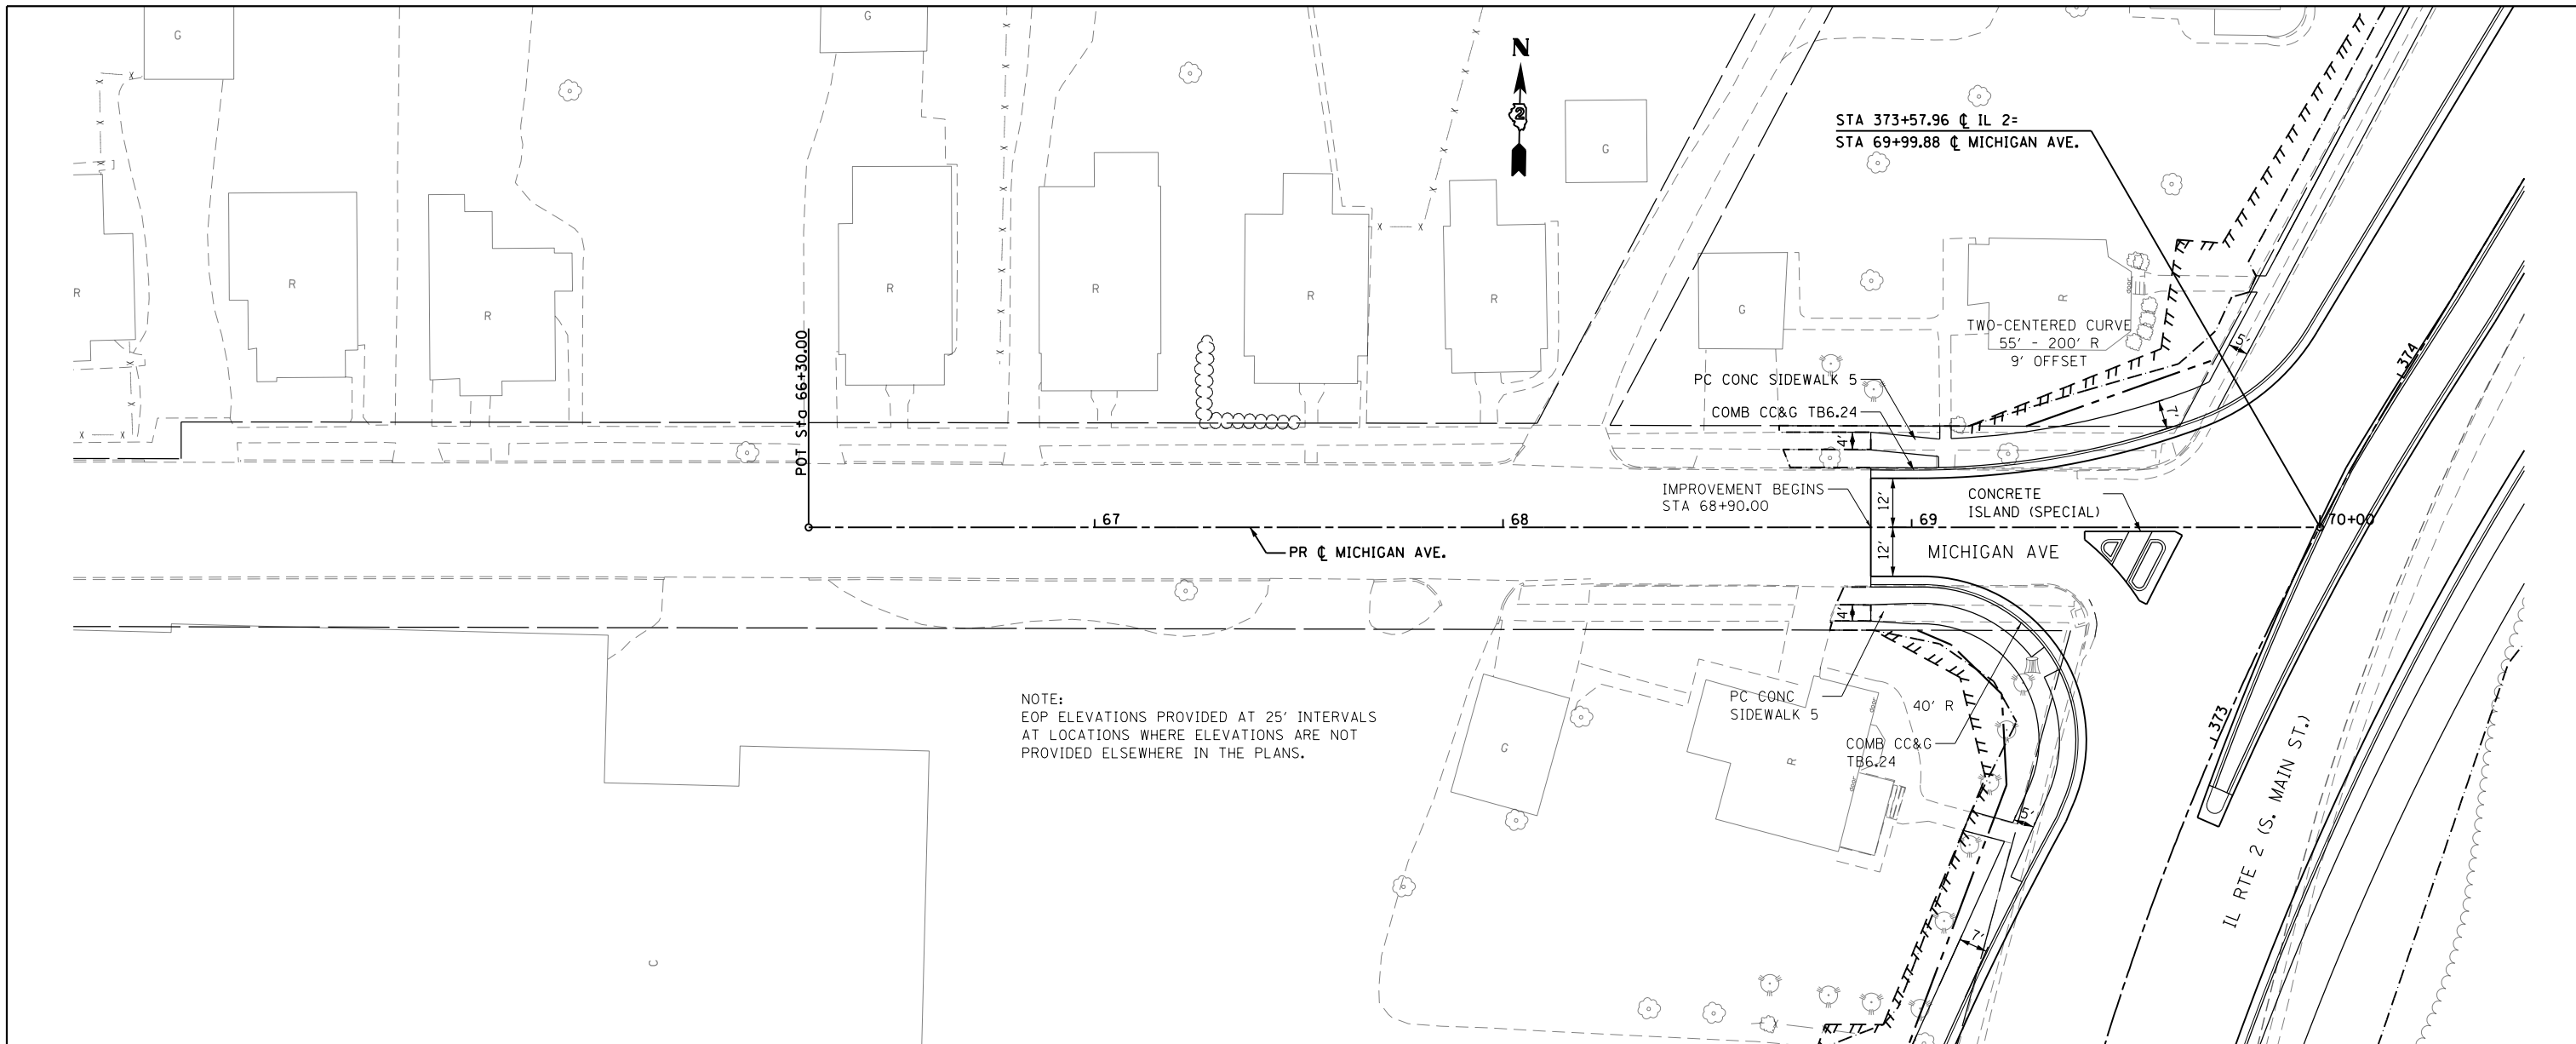 G
G
N
2
G
STA 373+57.96 ℄ IL 2=
STA 69+99.88 ℄ MICHIGAN AVE.
R
R
R
R
R
R
R
G
R
door
TWO-CENTERED CURVE
55' - 200' R
9' OFFSET
5'
374
POT Sta 66+30.00
PC CONC SIDEWALK 5
COMB CC&G TB6.24
7'
4'
IMPROVEMENT BEGINS
STA 68+90.00
12'
CONCRETE
ISLAND (SPECIAL)
67
68
69
70+00
PR ℄ MICHIGAN AVE.
12'
MICHIGAN AVE
4'
NOTE:
EOP ELEVATIONS PROVIDED AT 25' INTERVALS
AT LOCATIONS WHERE ELEVATIONS ARE NOT
PROVIDED ELSEWHERE IN THE PLANS.
PC CONC
SIDEWALK 5
40' R
door
COMB CC&G
TB6.24
G
R
door
373
5'
IL RTE 2 (S. MAIN ST.)
7'
C